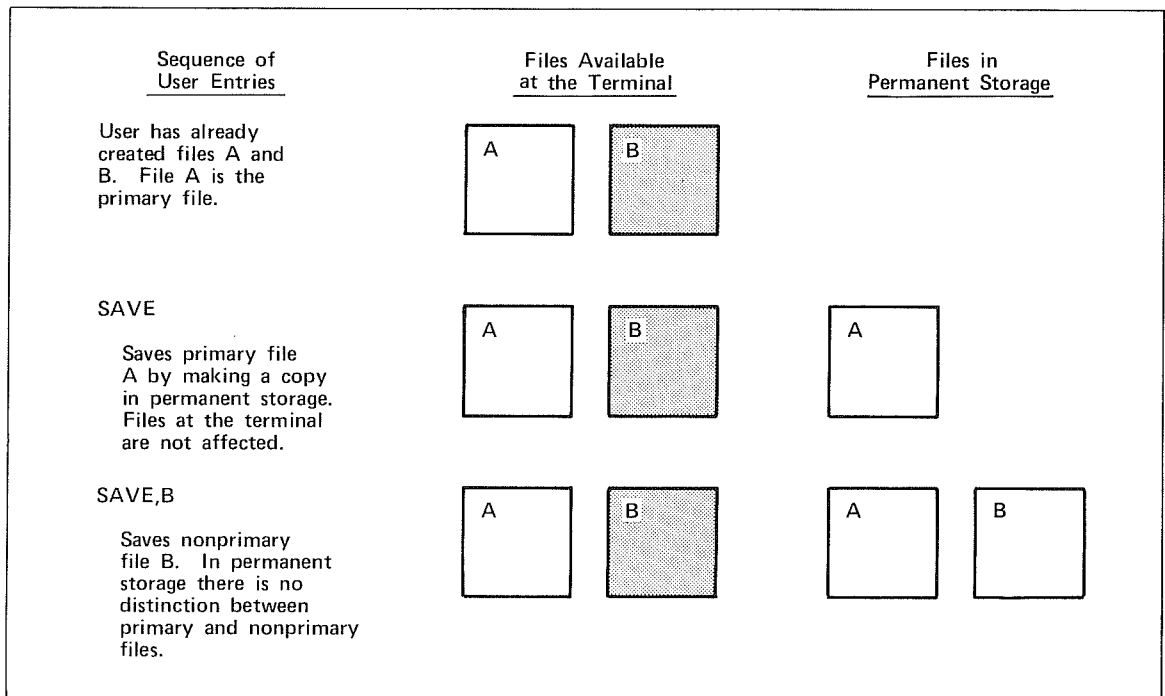 Sequence of
User Entries
Files Available
at the Terminal
Files in
Permanent Storage
User has already
created files A and
B. File A is the
primary file.
A
B
SAVE
Saves primary file
A by making a copy
in permanent storage.
Files at the terminal
are not affected.
A
B
A
SAVE,B
Saves nonprimary
file B. In permanent
storage there is no
distinction between
primary and nonprimary
files.
A
B
A
B